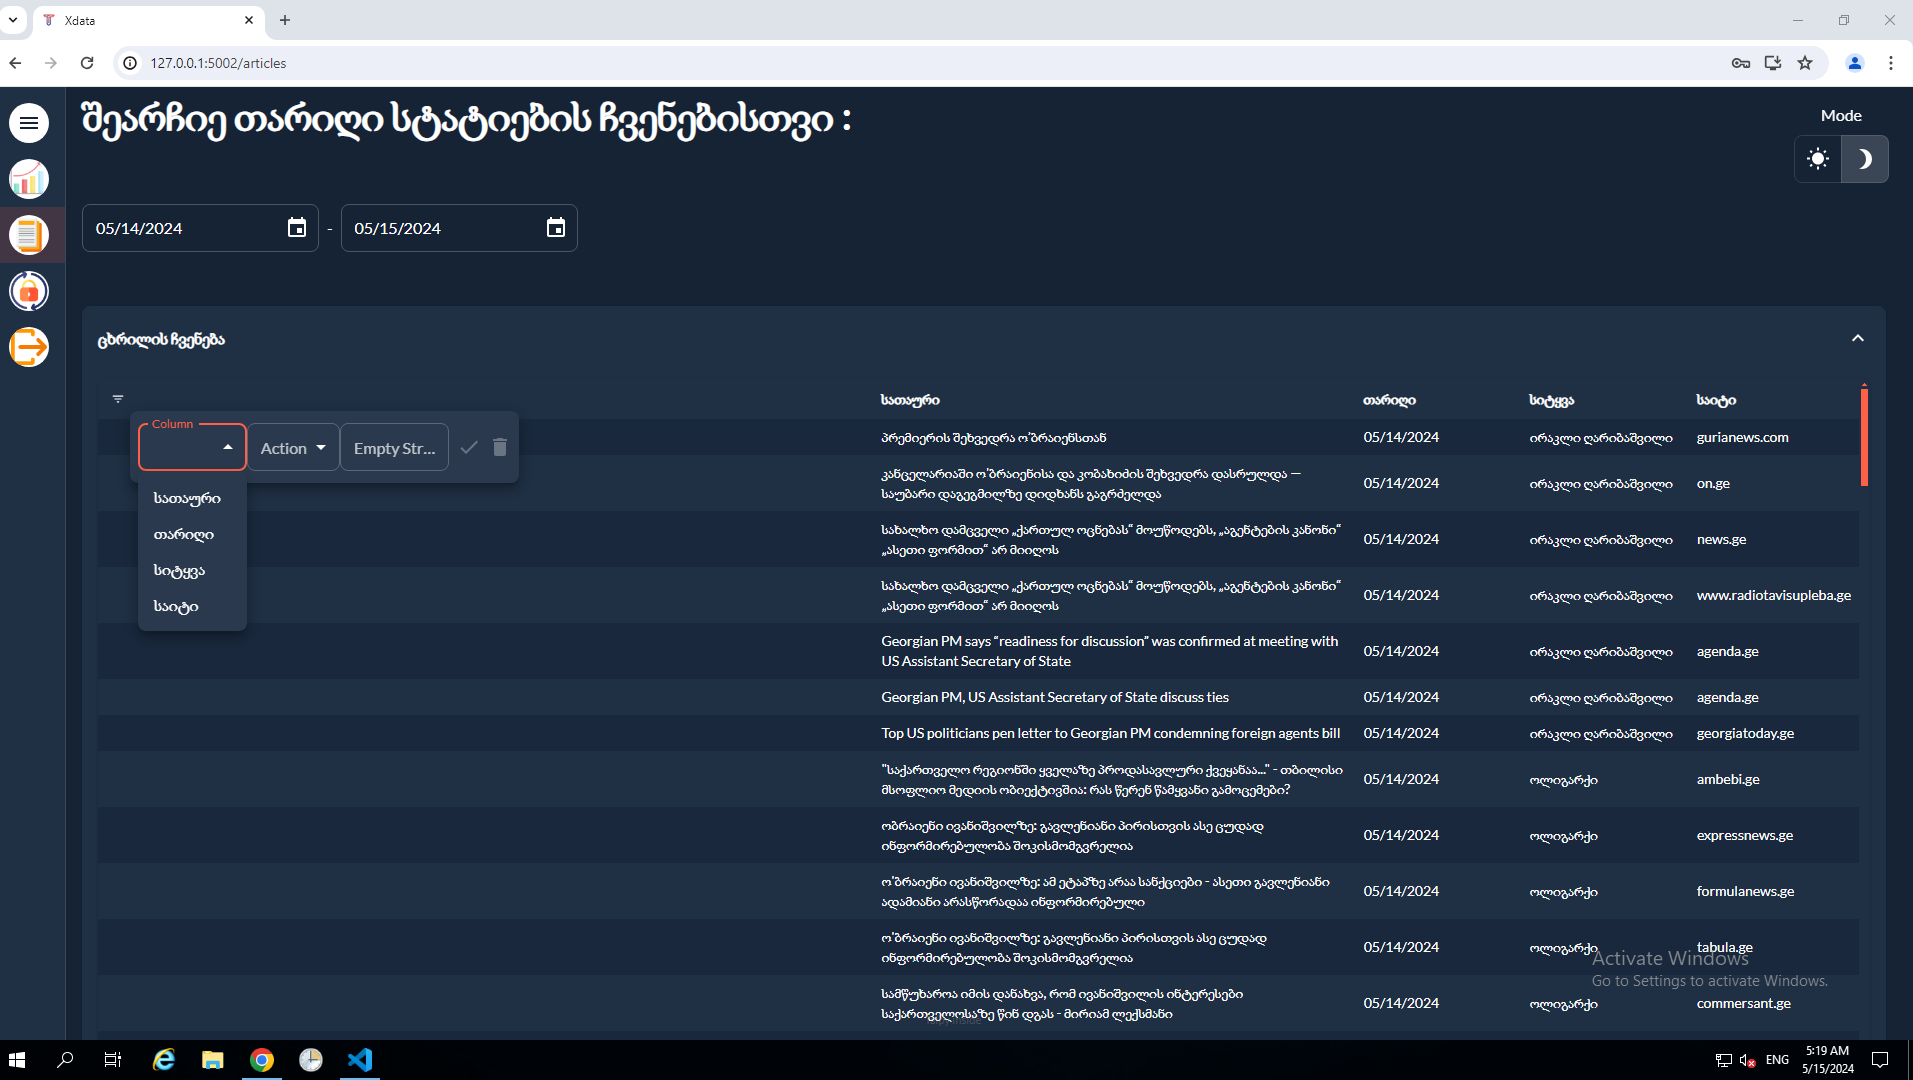 Xdata
127.0.0.1:5002/articles
შეარჩიე თარიღი სტატიების ჩვენებისთვი :
Mode
05/14/2024 - 05/15/2024
ცხრილის ჩვენება
სათაური თარიღი სიტყვა საიტი
Column
Action Empty Str...
სათაური
თარიღი
სიტყვა
საიტი
პრემიერის შეხვედრა ო'ბრაიენსთან 05/14/2024 ირაკლი ღარიბაშვილი gurianews.com
კანცელარიაში ო'ბრაიენისა და კობახიძის შეხვედრა დასრულდა —
საუბარი დაგეგმილზე დიდხანს გაგრძელდა 05/14/2024 ირაკლი ღარიბაშვილი on.ge
სახალხო დამცველი „ქართულ ოცნებას“ მოუწოდებს, „აგენტების კანონი“
„ასეთი ფორმით“ არ მიიღოს 05/14/2024 ირაკლი ღარიბაშვილი news.ge
სახალხო დამცველი „ქართულ ოცნებას“ მოუწოდებს, „აგენტების კანონი“
„ასეთი ფორმით“ არ მიიღოს 05/14/2024 ირაკლი ღარიბაშვილი www.radiotavisupleba.ge
Georgian PM says “readiness for discussion” was confirmed at meeting with
US Assistant Secretary of State 05/14/2024 ირაკლი ღარიბაშვილი agenda.ge
Georgian PM, US Assistant Secretary of State discuss ties 05/14/2024 ირაკლი ღარიბაშვილი agenda.ge
Top US politicians pen letter to Georgian PM condemning foreign agents bill 05/14/2024 ირაკლი ღარიბაშვილი georgiatoday.ge
"საქართველო რეგიონში ყველაზე პროდასავლური ქვეყანაა..." - თბილისი
მსოფლიო მედიის ობიექტივშია: რას წერენ წამყვანი გამოცემები? 05/14/2024 ოლიგარქი ambebi.ge
ობრაიენი ივანიშვილზე: გავლენიანი პირისთვის ასე ცუდად
ინფორმირებულობა შოკისმომგვრელია 05/14/2024 ოლიგარქი expressnews.ge
ო'ბრაიენი ივანიშვილზე: ამ ეტაპზე არაა სანქციები - ასეთი გავლენიანი
ადამიანი არასწორადაა ინფორმირებული 05/14/2024 ოლიგარქი formulanews.ge
ო'ბრაიენი ივანიშვილზე: გავლენიანი პირისთვის ასე ცუდად
ინფორმირებულობა შოკისმომგვრელია 05/14/2024 ოლიგარქი tabula.ge
სამწუხაროა იმის დანახვა, რომ ივანიშვილის ინტერესები
საქართველოსაზე წინ დგას - მირიამ ლექსმანი 05/14/2024 ოლიგარქი commersant.ge
Activate Windows
Go to Settings to activate Windows.
ENG
5:19 AM
5/15/2024